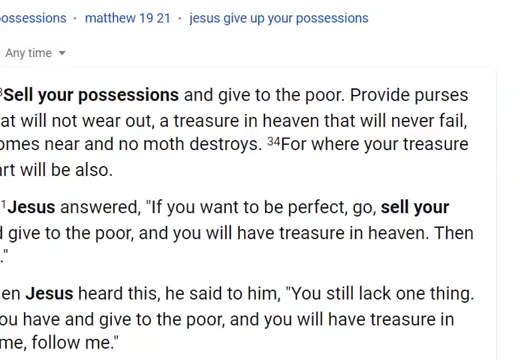 ossessions · matthew 19 21 · jesus give up your possessions
Any time
Sell your possessions and give to the poor. Provide purses
at will not wear out, a treasure in heaven that will never fail,
omes near and no moth destroys. 34For where your treasure
art will be also.
1Jesus answered, "If you want to be perfect, go, sell your
d give to the poor, and you will have treasure in heaven. Then
."
en Jesus heard this, he said to him, "You still lack one thing.
ou have and give to the poor, and you will have treasure in
me, follow me."